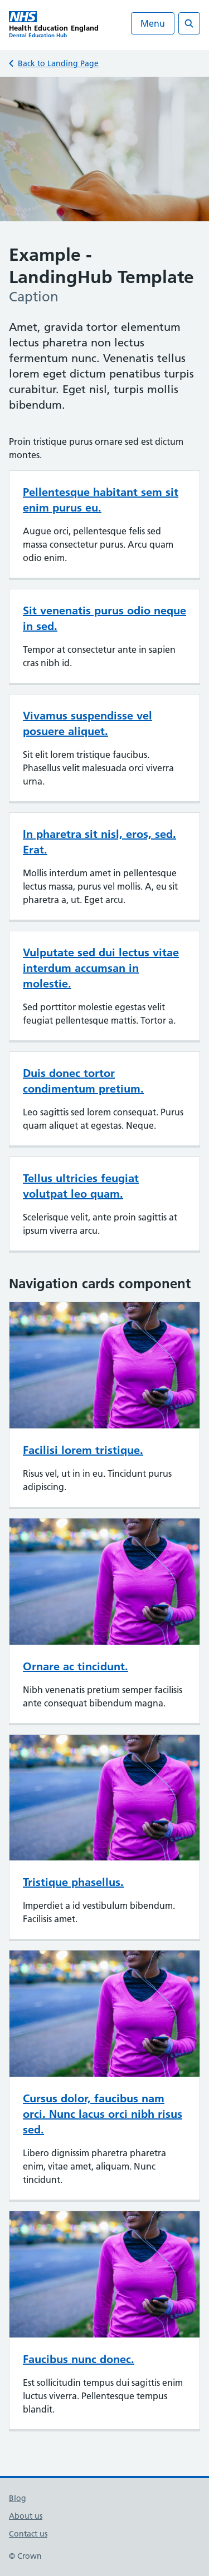 NHS
Health Education England
Dental Education Hub
Menu
Back to Landing Page
Example -
LandingHub Template
Caption
Amet, gravida tortor elementum
lectus pharetra non lectus
fermentum nunc. Venenatis tellus
lorem eget dictum penatibus turpis
curabitur. Eget nisl, turpis mollis
bibendum.
Proin tristique purus ornare sed est dictum
montes.
Pellentesque habitant sem sit
enim purus eu.
Augue orci, pellentesque felis sed
massa consectetur purus. Arcu quam
odio enim.
Sit venenatis purus odio neque
in sed.
Tempor at consectetur ante in sapien
cras nibh id.
Vivamus suspendisse vel
posuere aliquet.
Sit elit lorem tristique faucibus.
Phasellus velit malesuada orci viverra
urna.
In pharetra sit nisl, eros, sed.
Erat.
Mollis interdum amet in pellentesque
lectus massa, purus vel mollis. A, eu sit
pharetra a, ut. Eget arcu.
Vulputate sed dui lectus vitae
interdum accumsan in
molestie.
Sed porttitor molestie egestas velit
feugiat pellentesque mattis. Tortor a.
Duis donec tortor
condimentum pretium.
Leo sagittis sed lorem consequat. Purus
quam aliquet at egestas. Neque.
Tellus ultricies feugiat
volutpat leo quam.
Scelerisque velit, ante proin sagittis at
ipsum viverra arcu.
Navigation cards component
Facilisi lorem tristique.
Risus vel, ut in in eu. Tincidunt purus
adipiscing.
Ornare ac tincidunt.
Nibh venenatis pretium semper facilisis
ante consequat bibendum magna.
Tristique phasellus.
Imperdiet a id vestibulum bibendum.
Facilisis amet.
Cursus dolor, faucibus nam
orci. Nunc lacus orci nibh risus
sed.
Libero dignissim pharetra pharetra
enim, vitae amet, aliquam. Nunc
tincidunt.
Faucibus nunc donec.
Est sollicitudin tempus dui sagittis enim
luctus viverra. Pellentesque tempus
blandit.
Blog
About us
Contact us
© Crown